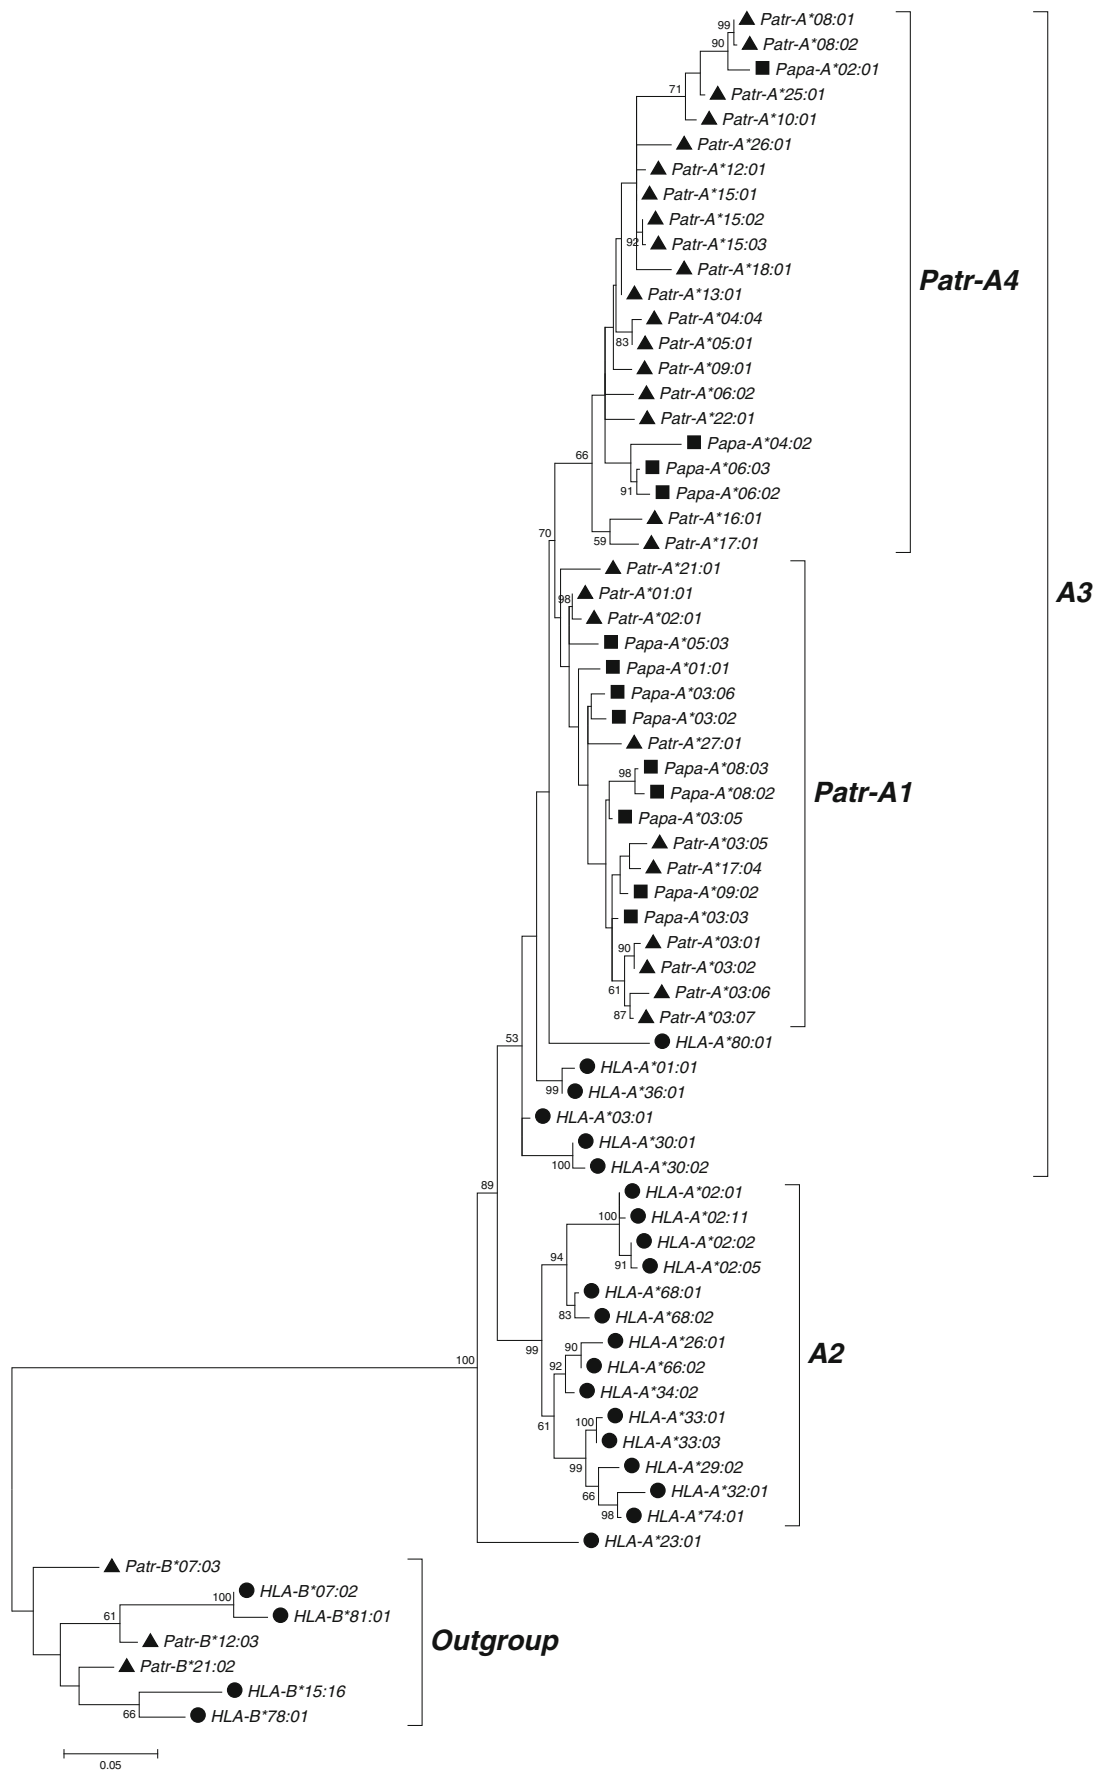 99
Patr-A*08:01
90
Patr-A*08:02
Papa-A*02:01
71
Patr-A*25:01
Patr-A*10:01
Patr-A*26:01
Patr-A*12:01
Patr-A*15:01
Patr-A*15:02
92
Patr-A*15:03
Patr-A*18:01
Patr-A4
Patr-A*13:01
Patr-A*04:04
83
Patr-A*05:01
Patr-A*09:01
Patr-A*06:02
Patr-A*22:01
Papa-A*04:02
66
Papa-A*06:03
91
Papa-A*06:02
Patr-A*16:01
70
59
Patr-A*17:01
Patr-A*21:01
98
Patr-A*01:01
A3
Patr-A*02:01
Papa-A*05:03
Papa-A*01:01
Papa-A*03:06
Papa-A*03:02
Patr-A*27:01
98
Papa-A*08:03
Papa-A*08:02
Patr-A1
Papa-A*03:05
Patr-A*03:05
Patr-A*17:04
Papa-A*09:02
Papa-A*03:03
90
Patr-A*03:01
Patr-A*03:02
61
Patr-A*03:06
87
Patr-A*03:07
53
HLA-A*80:01
HLA-A*01:01
99
HLA-A*36:01
HLA-A*03:01
HLA-A*30:01
100
HLA-A*30:02
89
HLA-A*02:01
100
HLA-A*02:11
HLA-A*02:02
94
91
HLA-A*02:05
HLA-A*68:01
83
HLA-A*68:02
99
90
HLA-A*26:01
A2
100
92
HLA-A*66:02
HLA-A*34:02
61
100
HLA-A*33:01
HLA-A*33:03
99
HLA-A*29:02
66
HLA-A*32:01
98
HLA-A*74:01
HLA-A*23:01
Patr-B*07:03
100
HLA-B*07:02
61
HLA-B*81:01
Patr-B*12:03
Outgroup
Patr-B*21:02
HLA-B*15:16
66
HLA-B*78:01
0.05